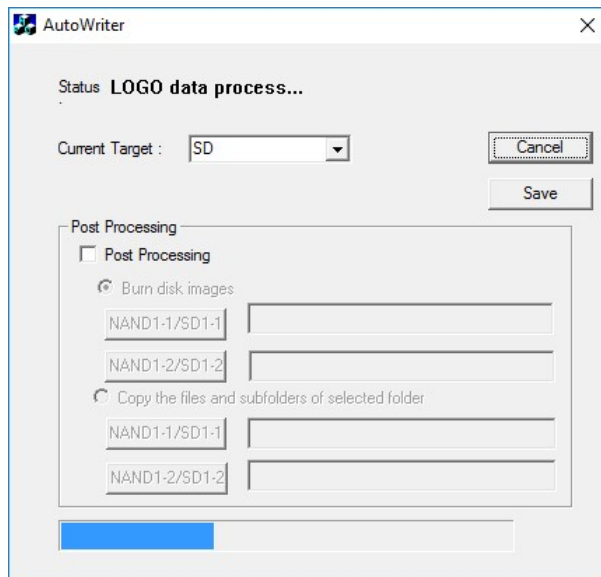 AutoWriter
Status LOGO data process...
Current Target : SD
Cancel
Save
Post Processing
Post Processing
Burn disk images
NAND1-1/SD1-1
NAND1-2/SD1-2
Copy the files and subfolders of selected folder
NAND1-1/SD1-1
NAND1-2/SD1-2